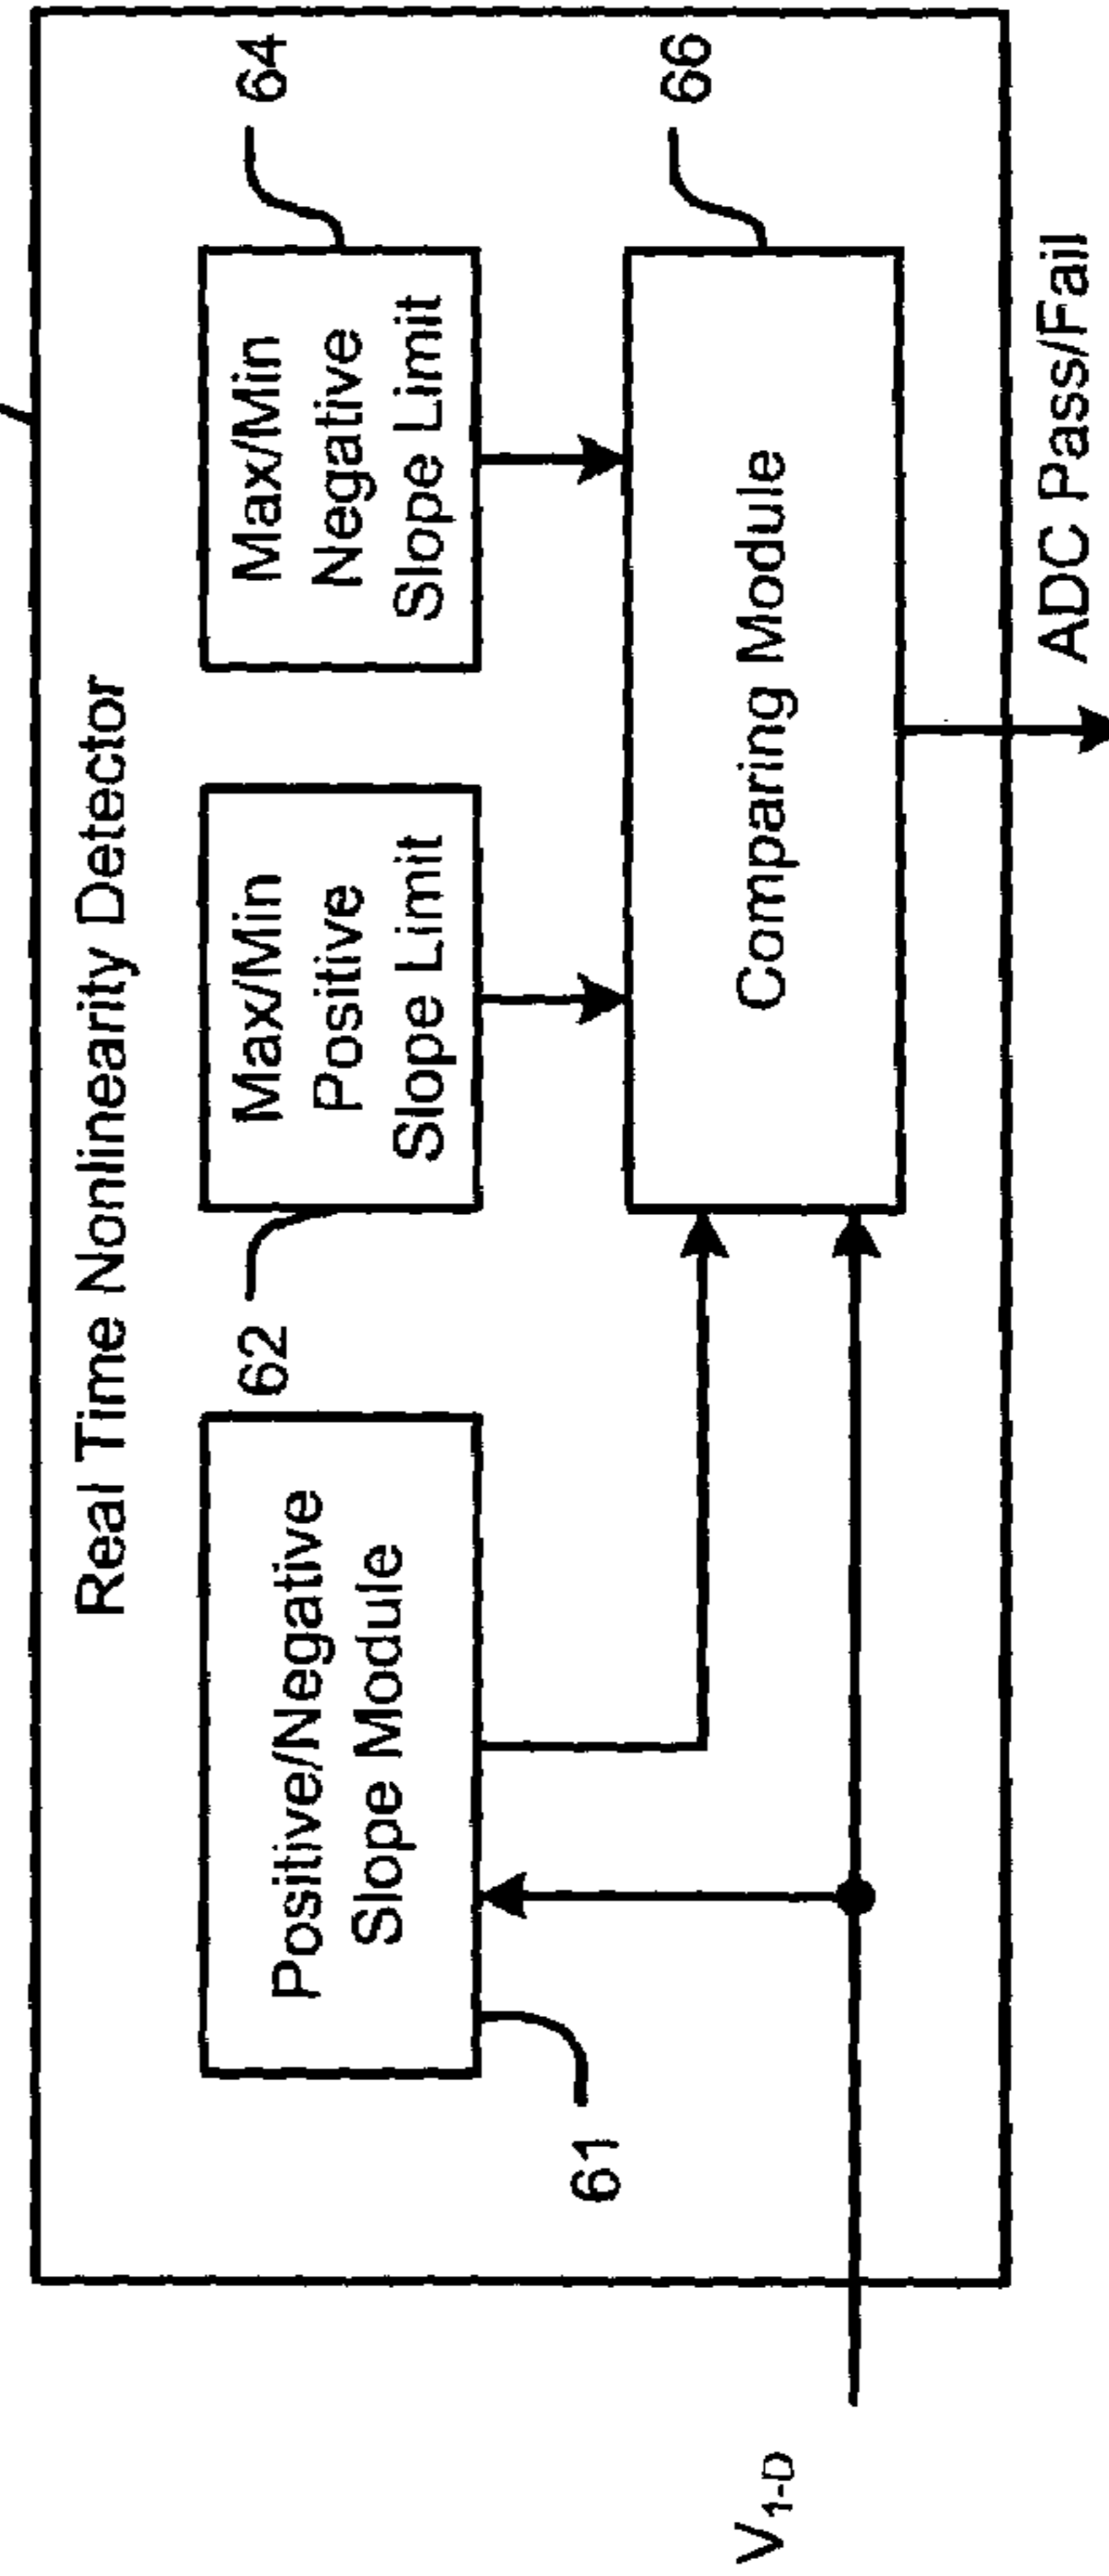 Real Time Nonlinearity Detector
Positive/Negative
Slope Module
61
62
Max/Min
Positive
Slope Limit
Max/Min
Negative
Slope Limit
64
66
Comparing Module
V1-D
ADC Pass/Fail